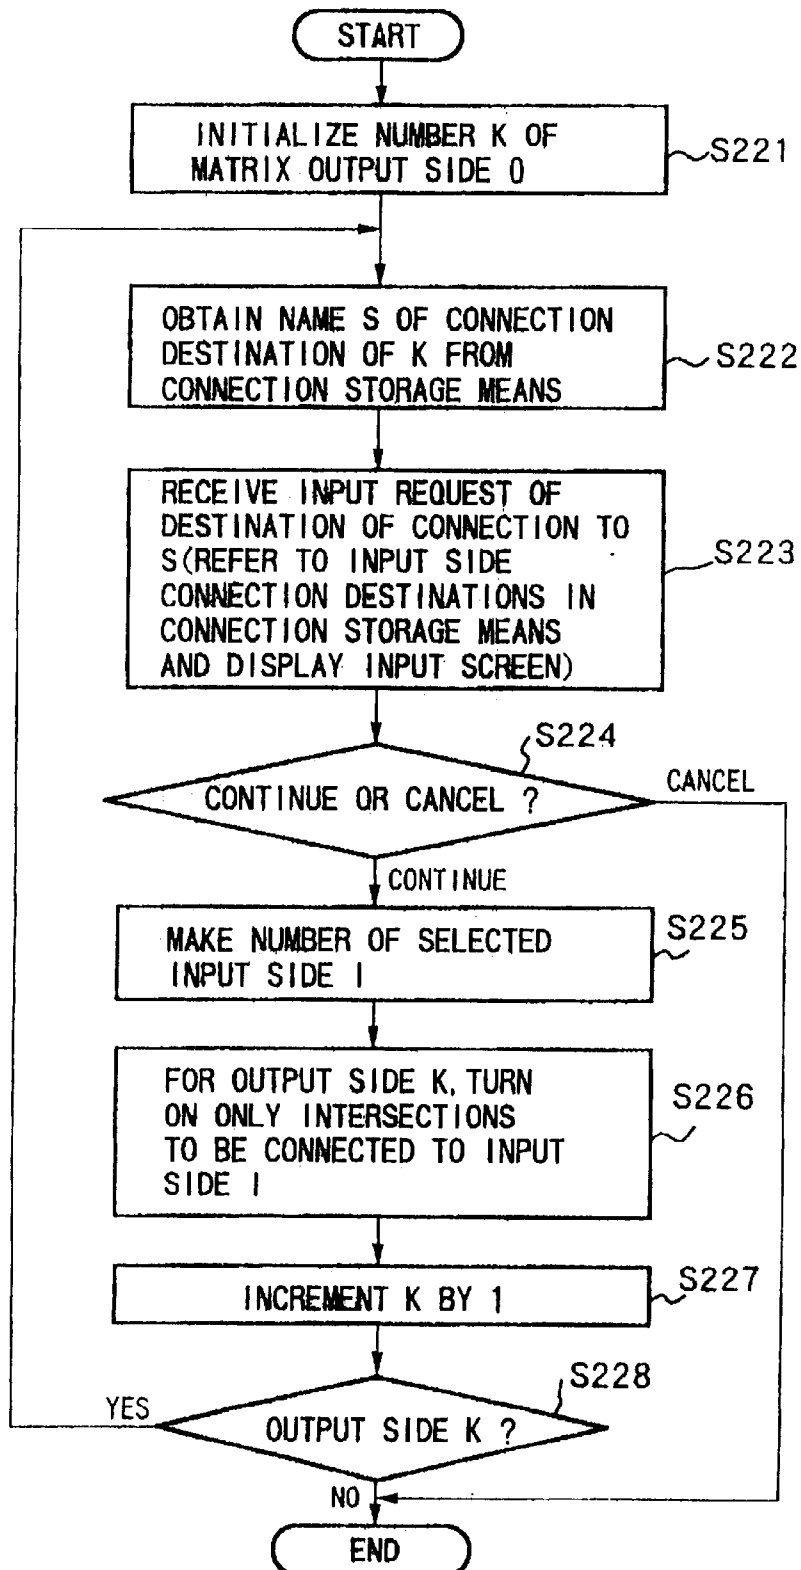 START
INITIALIZE NUMBER K OF
MATRIX OUTPUT SIDE 0
S221
OBTAIN NAME S OF CONNECTION
DESTINATION OF K FROM
CONNECTION STORAGE MEANS
S222
RECEIVE INPUT REQUEST OF
DESTINATION OF CONNECTION TO
S(REFER TO INPUT SIDE
CONNECTION DESTINATIONS IN
CONNECTION STORAGE MEANS
AND DISPLAY INPUT SCREEN)
S223
S224
CONTINUE OR CANCEL ?
CANCEL
CONTINUE
MAKE NUMBER OF SELECTED
INPUT SIDE I
S225
FOR OUTPUT SIDE K, TURN
ON ONLY INTERSECTIONS
TO BE CONNECTED TO INPUT
SIDE I
S226
INCREMENT K BY 1
S227
S228
YES
OUTPUT SIDE K ?
NO
END